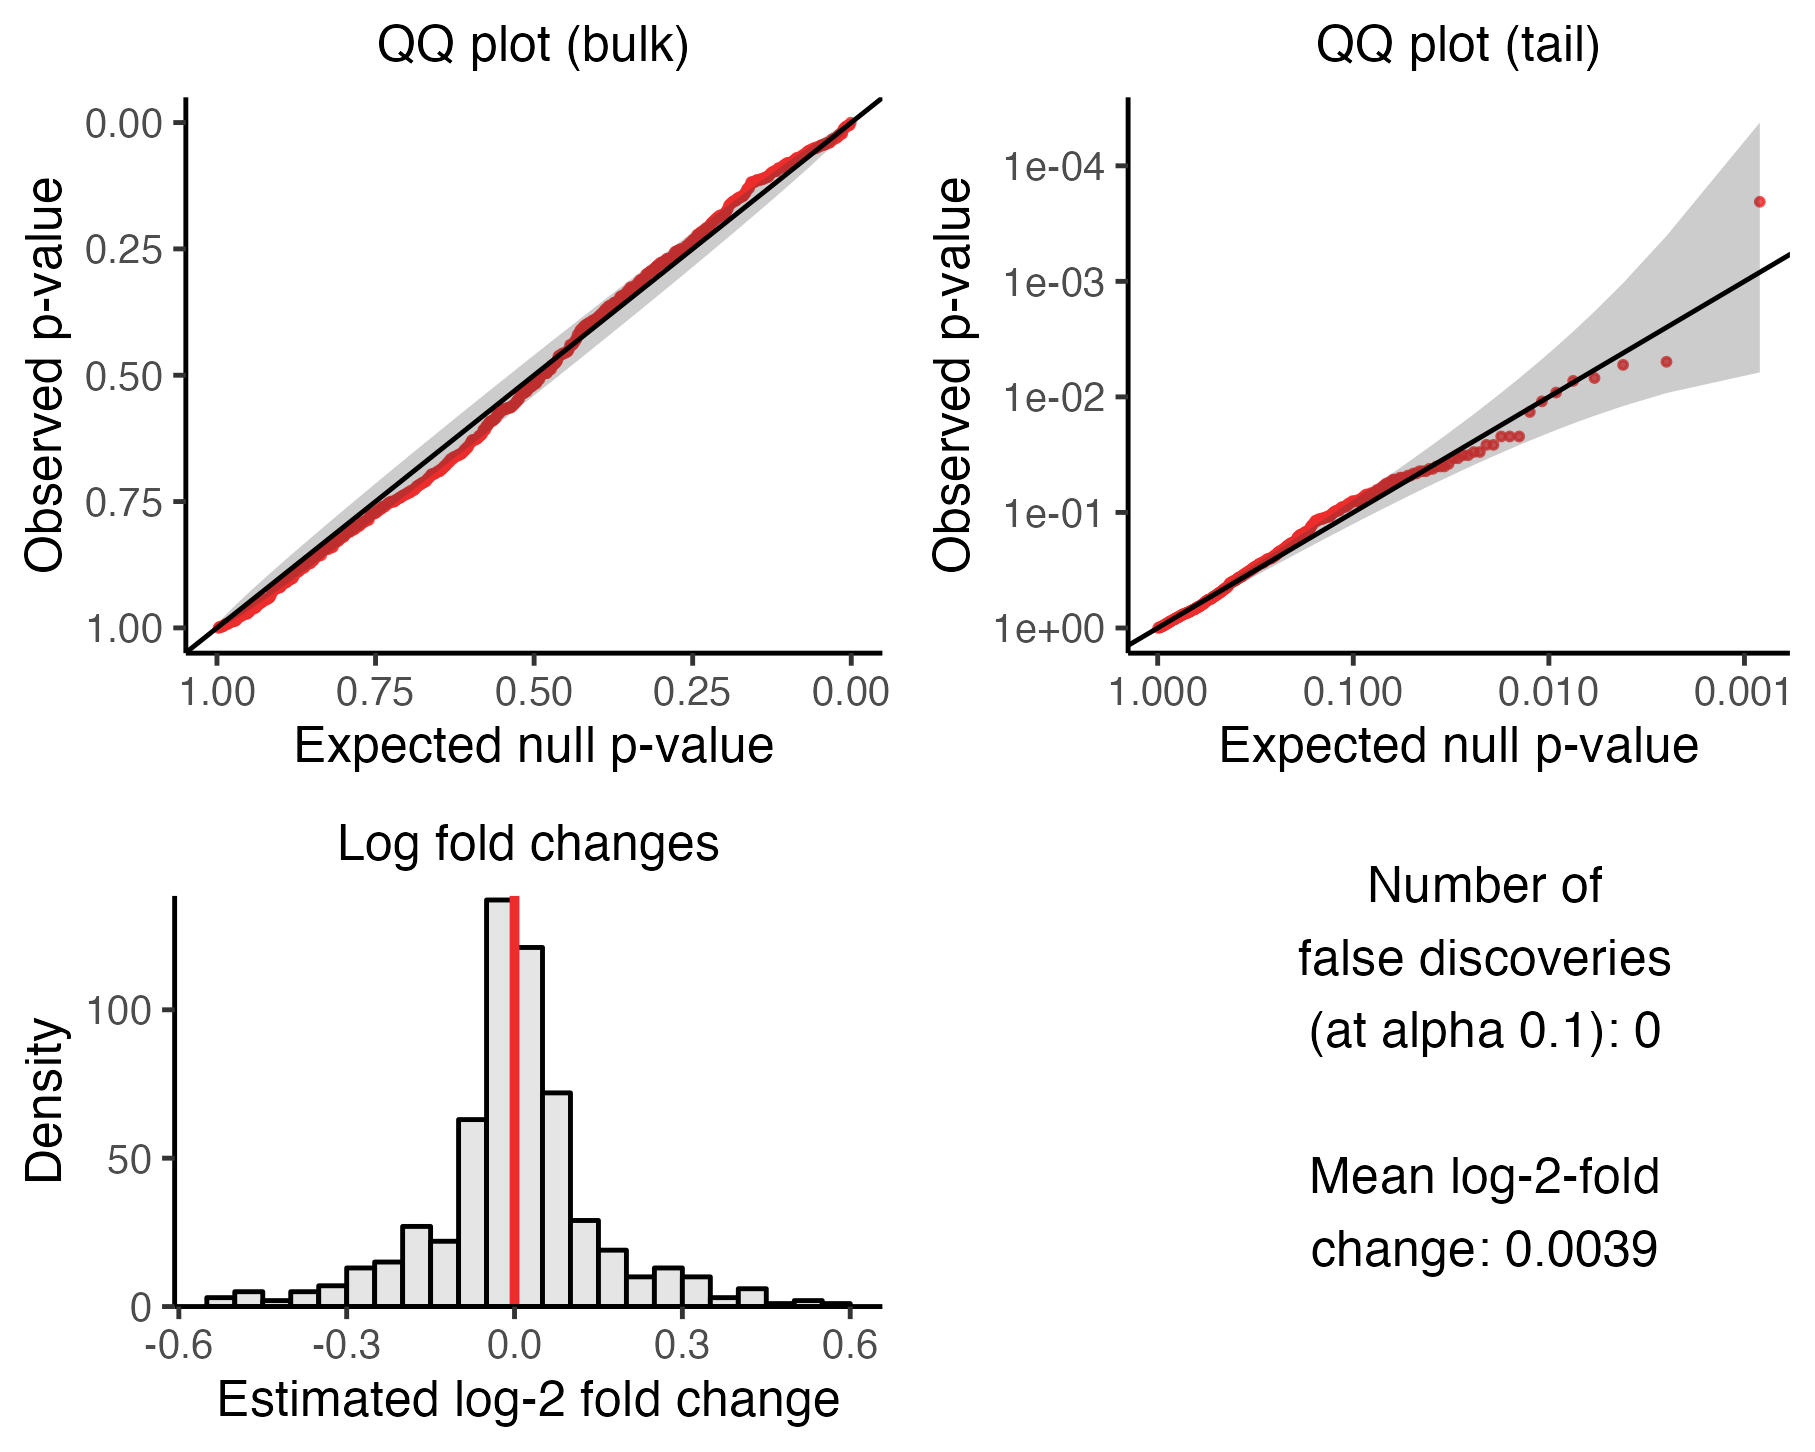 QQ plot (bulk)
Observed p-value
0.00
0.25
0.50
0.75
1.00
1.00 0.75 0.50 0.25 0.00
Expected null p-value
QQ plot (tail)
Observed p-value
1e-04
1e-03
1e-02
1e-01
1e+00
1.000 0.100 0.010 0.001
Expected null p-value
Log fold changes
Density
100
50
0
-0.6 -0.3 0.0 0.3 0.6
Estimated log-2 fold change
Number of
false discoveries
(at alpha 0.1): 0
Mean log-2-fold
change: 0.0039